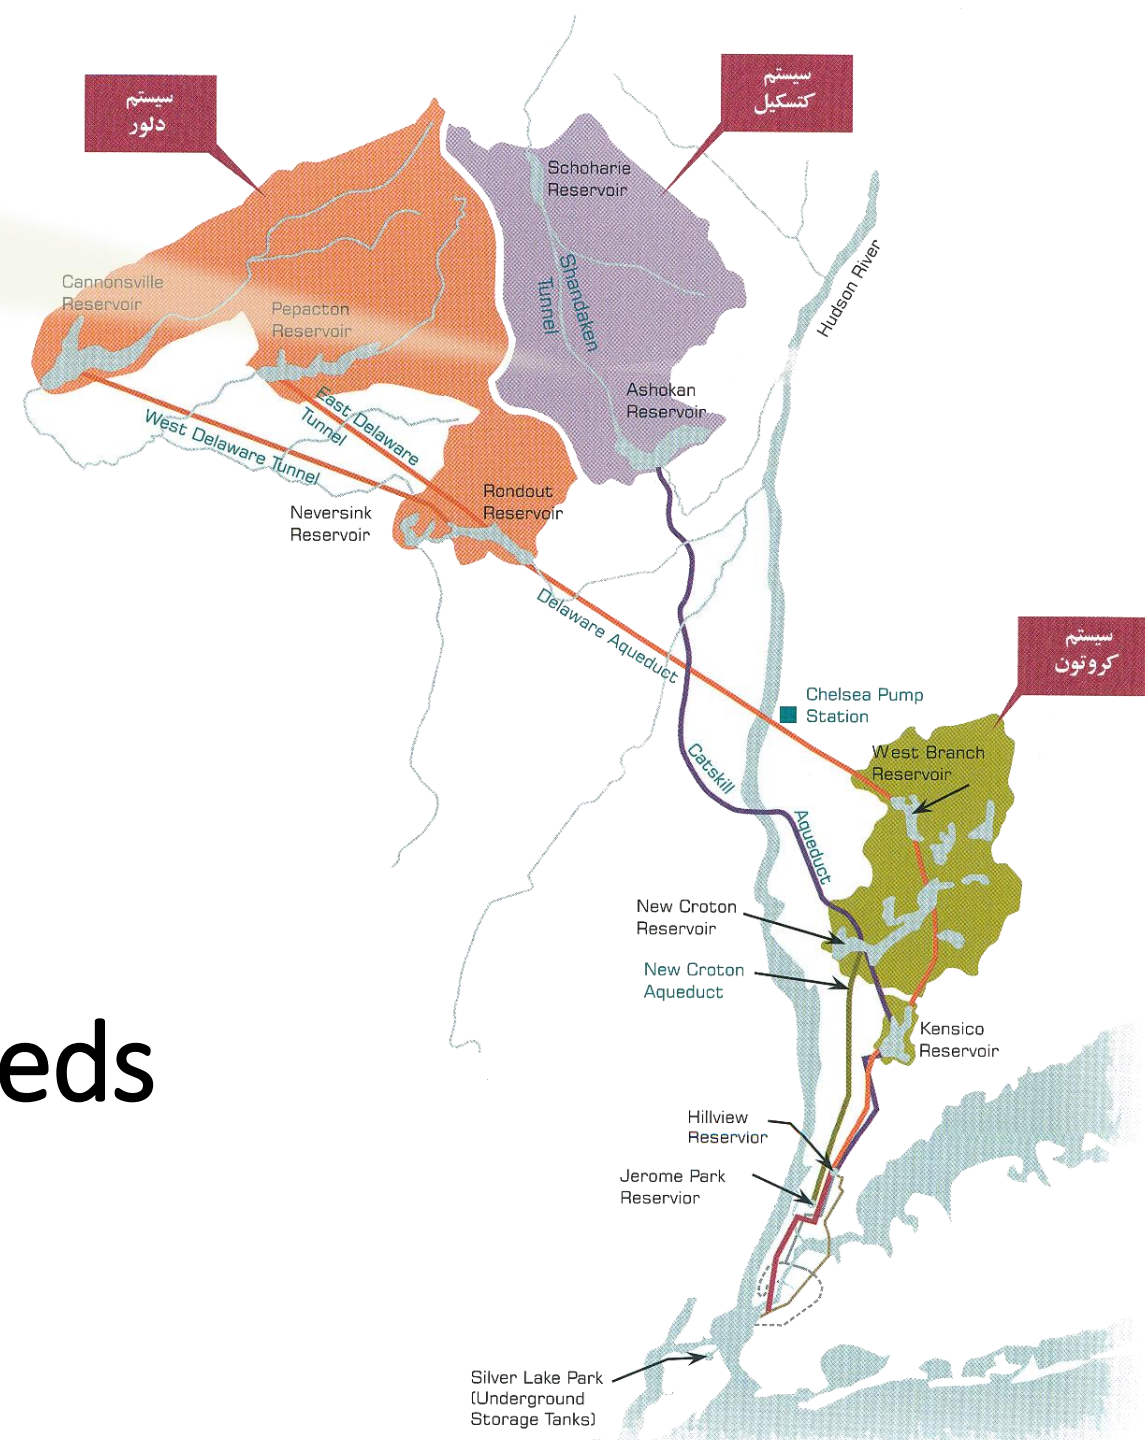 سیستم
دلور
سیستم
کتسکیل
Schoharie
Reservoir
Shandaken
Tunnel
Hudson River
Cannonsville
Reservoir
Pepacton
Reservoir
Ashokan
Reservoir
East Delaware
Tunnel
West Delaware Tunnel
Rondout
Reservoir
Neversink
Reservoir
Delaware Aqueduct
سیستم
کروتون
Chelsea Pump
Station
West Branch
Reservoir
Catskill
Aqueduct
New Croton
Reservoir
New Croton
Aqueduct
eds
Kensico
Reservoir
Hillview
Reservior
Jerome Park
Reservior
Silver Lake Park
(Underground
Storage Tanks)